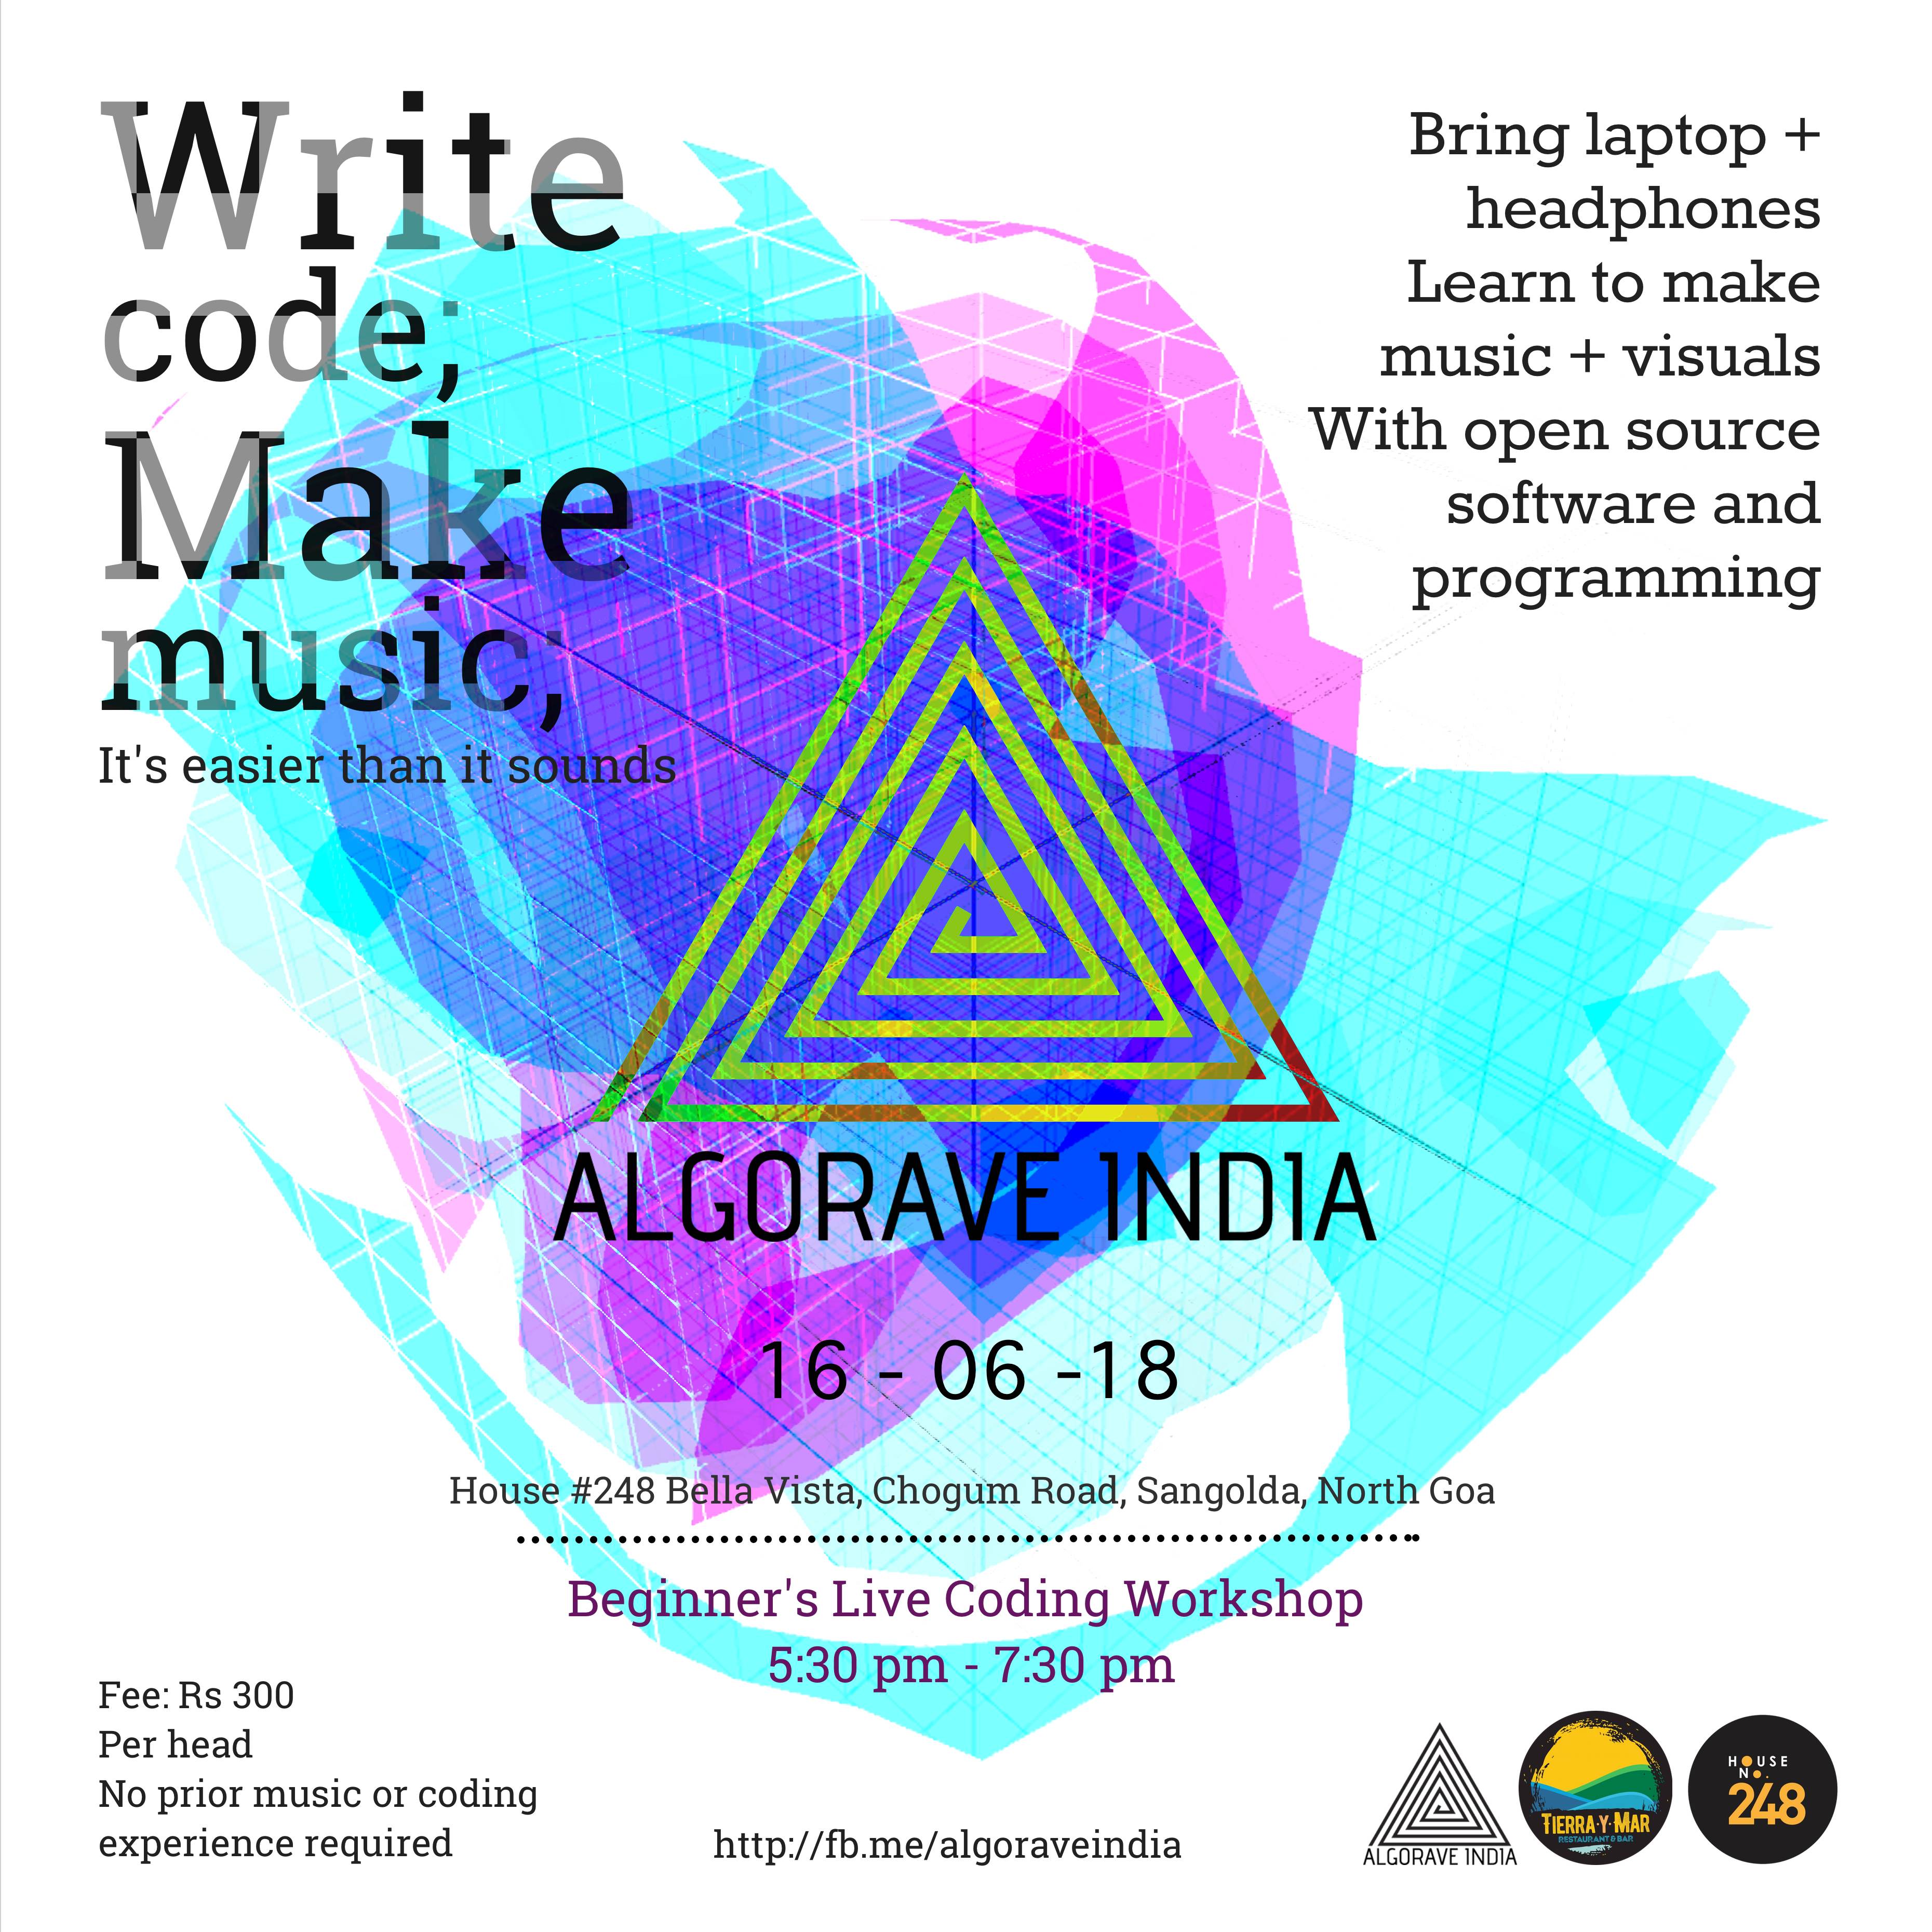 Write
code;
Make
music;
It's easier than it sounds
Bring laptop +
headphones
Learn to make
music + visuals
With open source
software and
programming
ALGORAVE INDIA
16 - 06 -18
House #248 Bella Vista, Chogum Road, Sangolda, North Goa
Beginner's Live Coding Workshop
5:30 pm - 7:30 pm
Fee: Rs 300
Per head
No prior music or coding
experience required
http://fb.me/algoraveindia
ALGORAVE INDIA
TIERRA·Y·MAR
RESTAURANT & BAR
HOUSE
No.
248